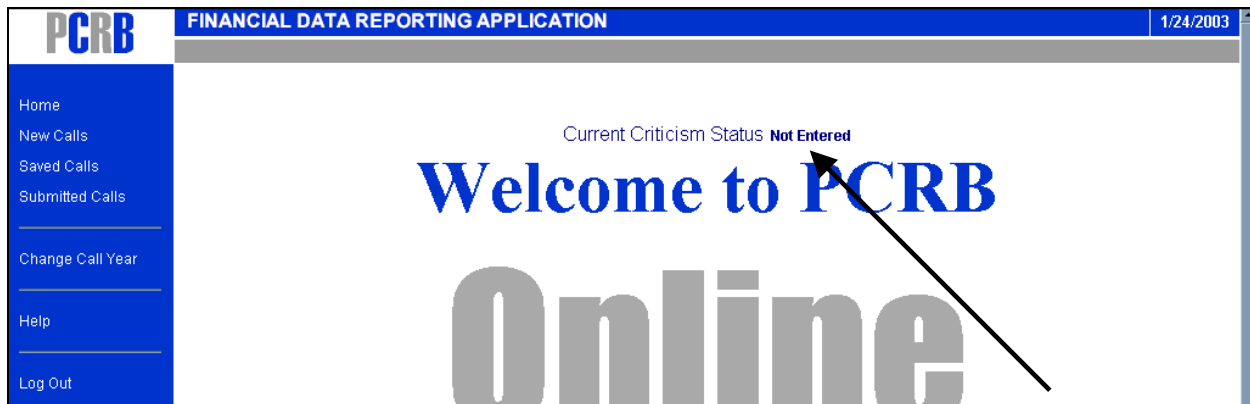 PCRB
FINANCIAL DATA REPORTING APPLICATION
1/24/2003
Home
New Calls
Saved Calls
Submitted Calls
Change Call Year
Help
Log Out
Current Criticism Status Not Entered
Welcome to PCRB
Online